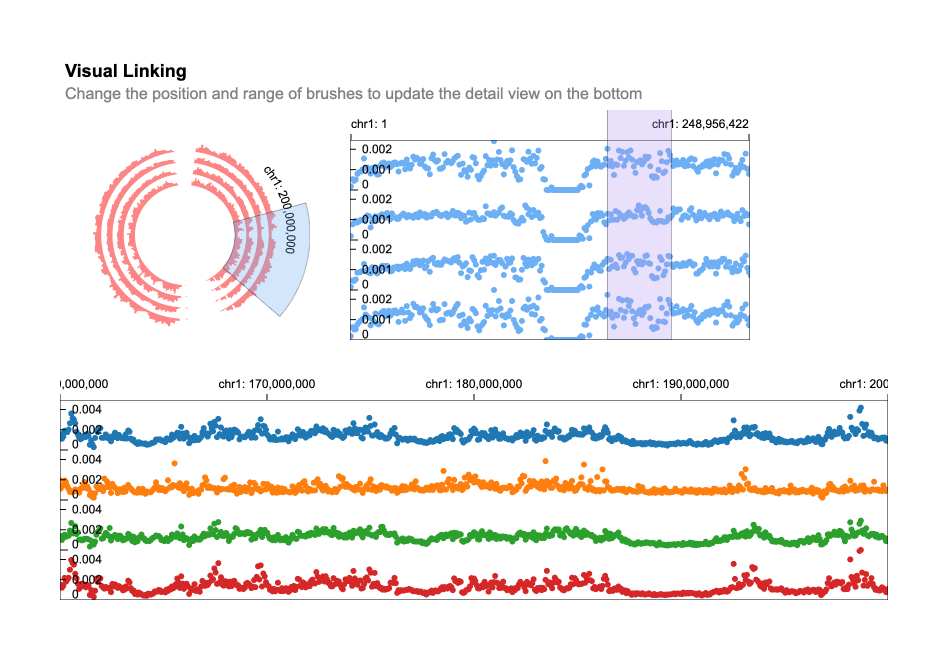 Visual Linking
Change the position and range of brushes to update the detail view on the bottom
chr1: 1
chr1: 248,956,422
chr1: 200,000,000
0.002
0.001
0
0.002
0.001
0
0.002
0.001
0
0.002
0.001
0
0,000,000
chr1: 170,000,000
chr1: 180,000,000
chr1: 190,000,000
chr1: 200
0.004
0.002
0
0.004
0.002
0
0.004
0.002
0
0.004
0.002
0